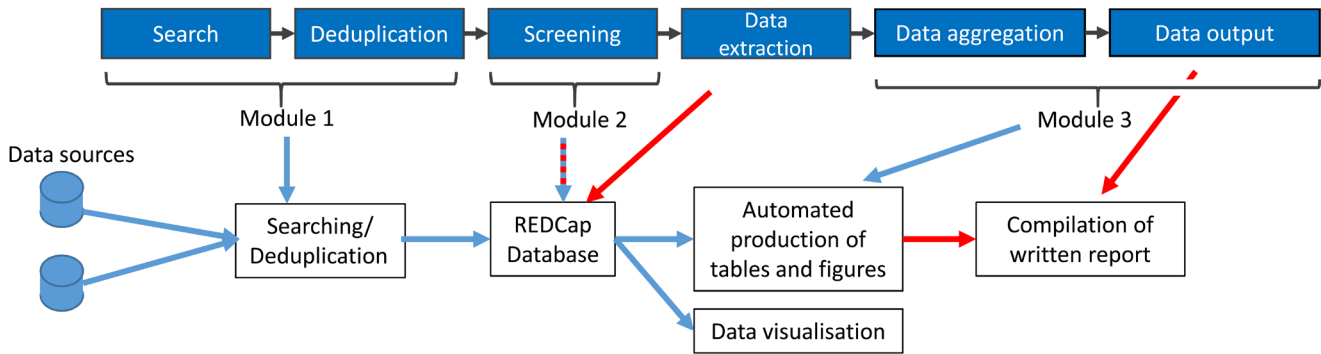 Search
Deduplication
Screening
Data
extraction
Data aggregation
Data output
Module 1
Module 2
Module 3
Data sources
Searching/
Deduplication
REDCap
Database
Automated
production of
tables and figures
Compilation of
written report
Data visualisation